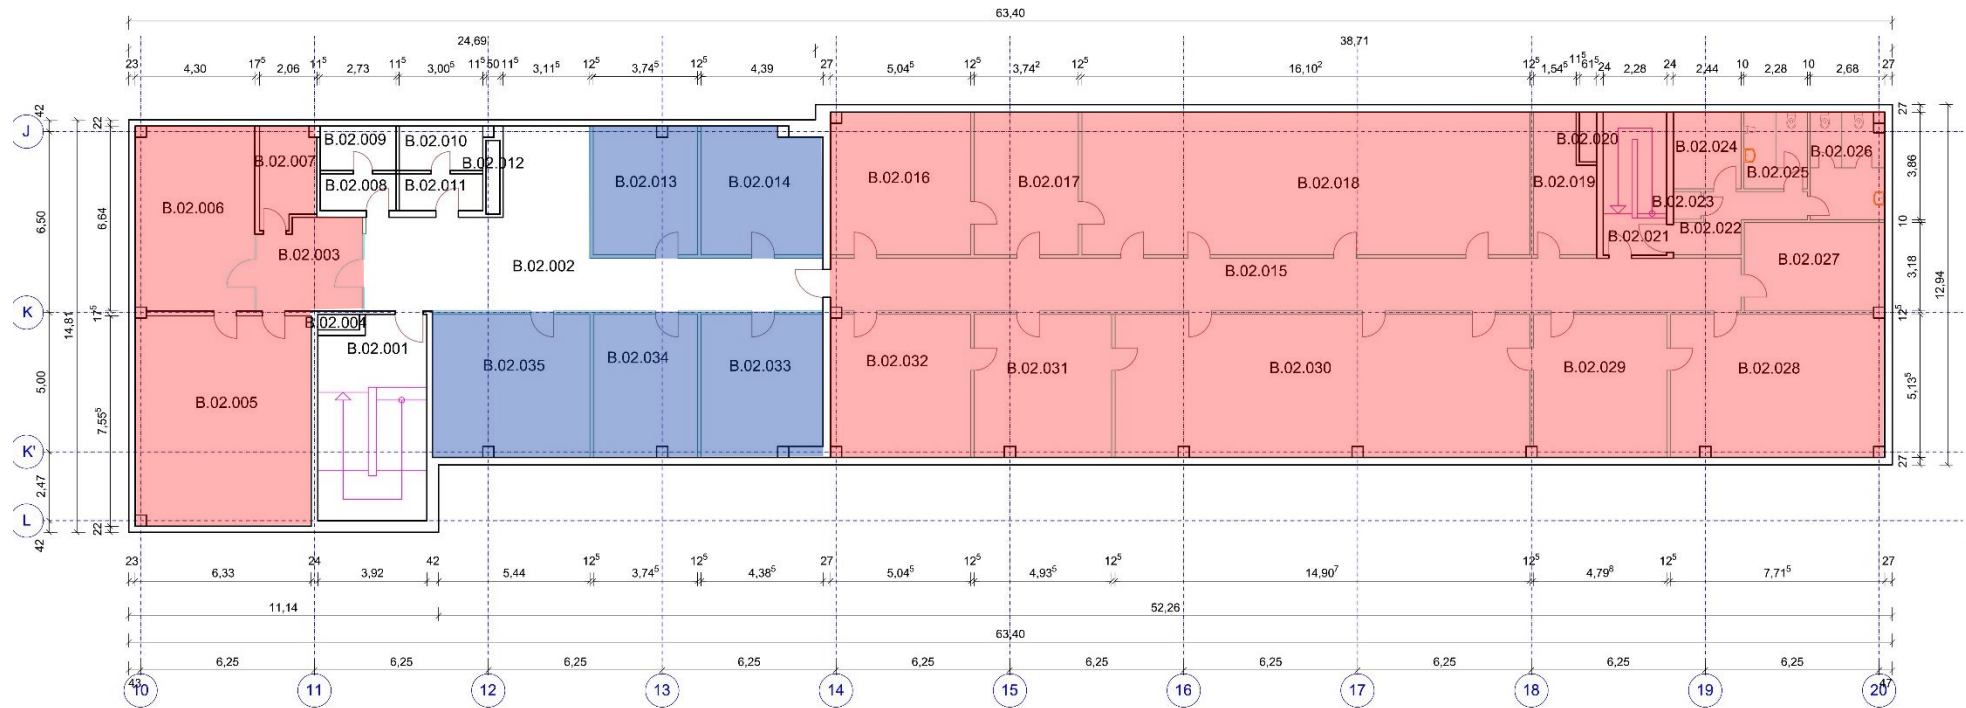 63,40
24,69 38,71
23 4,30 17⁵ 2,06 11⁵ 2,73 11⁵ 3,00⁵ 11⁵ 50 11⁵ 3,11⁵ 12⁵ 3,74⁵ 12⁵ 4,39 27 5,04⁵ 12⁵ 3,74² 12⁵ 16,10² 12⁵ 1,54⁵ 11⁵ 61⁵ 24 2,28 24 2,44 10 2,28 10 2,68 27
42 22 27
J
B.02.009 B.02.010 B.02.020 B.02.024 B.02.026
B.02.007 B.02.012
B.02.008 B.02.011 B.02.013 B.02.014 B.02.016 B.02.017 B.02.018 B.02.019 B.02.025
3,86
B.02.006 B.02.023
6,50 6,64
B.02.021 B.02.022 10
B.02.003 B.02.002 B.02.015 B.02.027
3,18 12,94
K 17⁵ 14,81 12⁵
B.02.004
B.02.001 B.02.035 B.02.034 B.02.033 B.02.032 B.02.031 B.02.030 B.02.029 B.02.028
5,00 5,13⁵
B.02.005
7,55⁵
K'
2,47 27
L
42 22
23 6,33 24 3,92 42 5,44 12⁵ 3,74⁵ 12⁵ 4,38⁵ 27 5,04⁵ 12⁵ 4,93⁵ 12⁵ 14,90⁷ 12⁵ 4,79⁸ 12⁵ 7,71⁵ 27
11,14 52,26
63,40
6,25 6,25 6,25 6,25 6,25 6,25 6,25 6,25 6,25 6,25
43 47
10 11 12 13 14 15 16 17 18 19 20